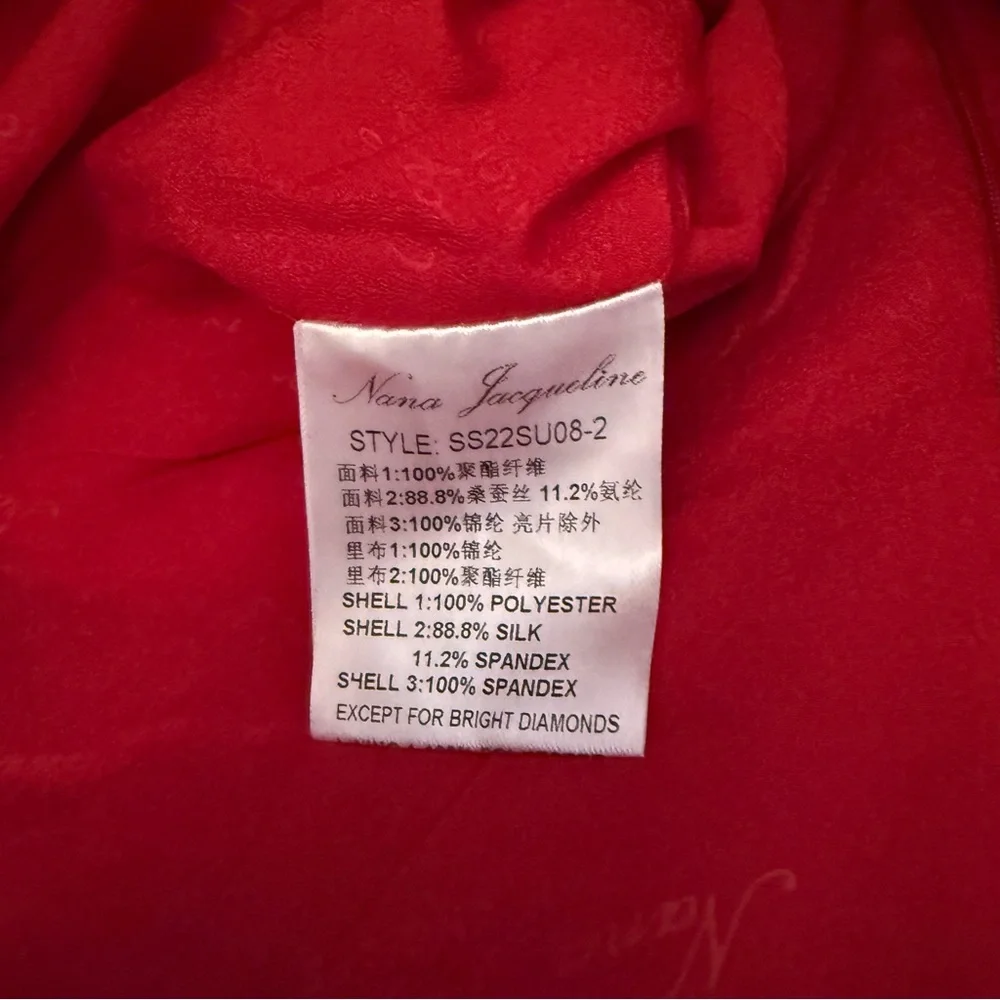 Nana Jacqueline
STYLE: SS22SU08-2
面料1:100%聚酯纤维
面料2:88.8%桑蚕丝 11.2%氨纶
面料3:100%锦纶 亮片除外
里布1:100%锦纶
里布2:100%聚酯纤维
SHELL 1:100% POLYESTER
SHELL 2:88.8% SILK
11.2% SPANDEX
SHELL 3:100% SPANDEX
EXCEPT FOR BRIGHT DIAMONDS
Nana